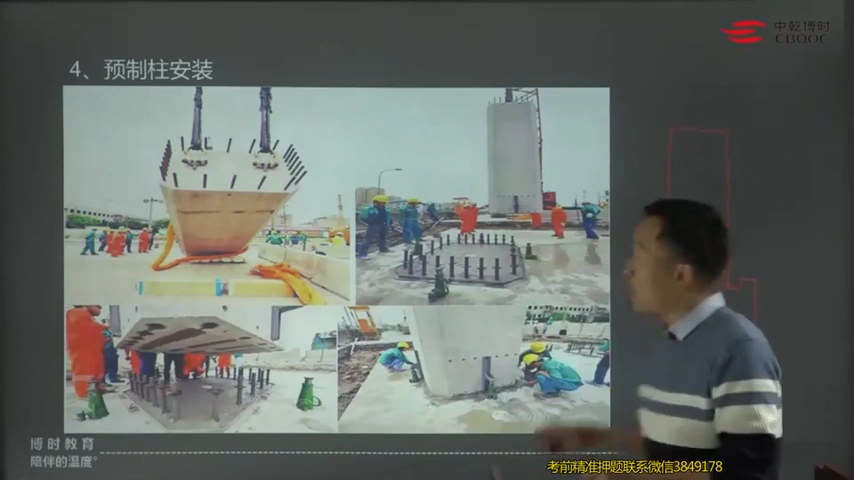 中乾博时
CBOOC
4、预制柱安装
博时教育
陪伴的温度°
考前精准押题联系微信3849178